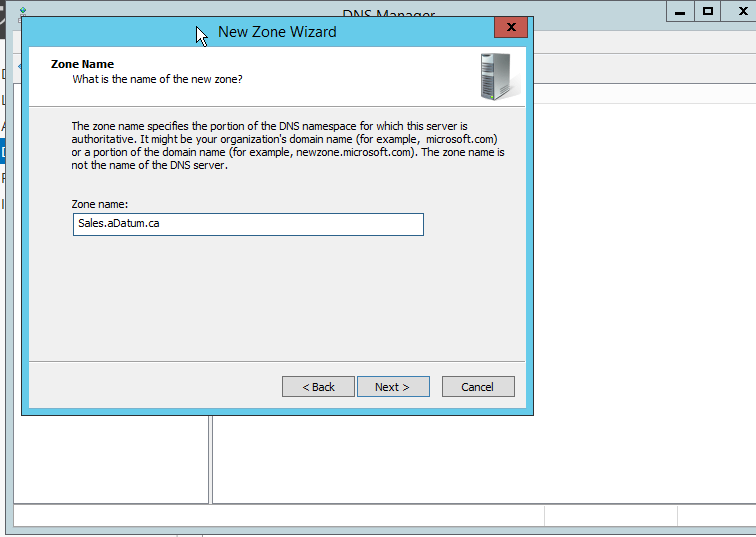 DNS Manager
New Zone Wizard
Zone Name
What is the name of the new zone?
The zone name specifies the portion of the DNS namespace for which this server is
authoritative. It might be your organization's domain name (for example, microsoft.com)
or a portion of the domain name (for example, newzone.microsoft.com). The zone name is
not the name of the DNS server.
Zone name:
Sales.aDatum.ca
< Back
Next >
Cancel